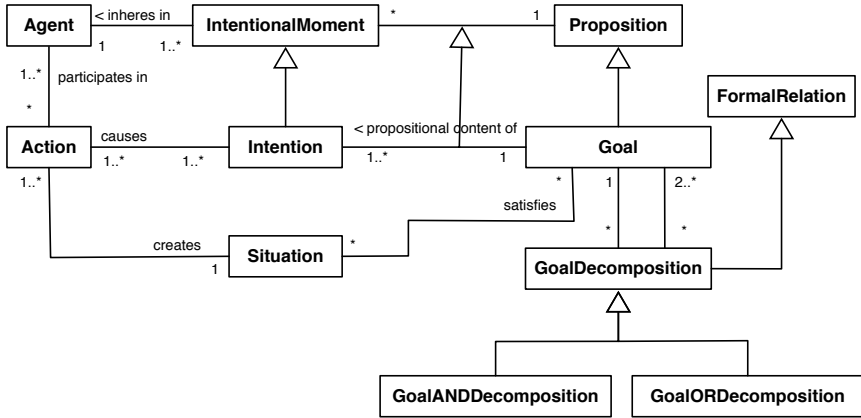 Agent
< inheres in
1
1..*
IntentionalMoment
*
1
Proposition
1..*
participates in
*
FormalRelation
Action
causes
1..*
1..*
Intention
< propositional content of
1..*
1
Goal
1..*
*
1
2..*
satisfies
creates
1
Situation
*
*
*
GoalDecomposition
GoalANDDecomposition
GoalORDecomposition